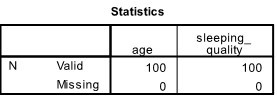 Statistics
age sleeping_
quality
N Valid 100 100
Missing 0 0